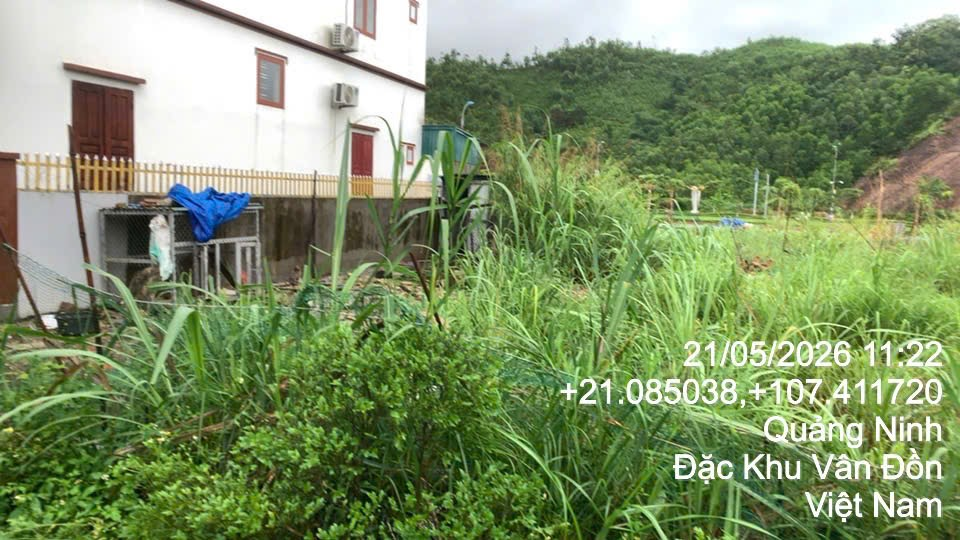 21/05/2026 11:22
+21.085038,+107.411720
Quảng Ninh
Đặc Khu Vân Đồn
Việt Nam